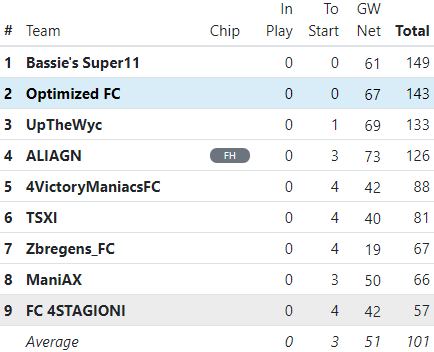 In To GW
# Team Chip Play Start Net Total
1 Bassie's Super11 0 0 61 149
2 Optimized FC 0 0 67 143
3 UpTheWyc 0 1 69 133
4 ALIAGN FH 0 3 73 126
5 4VictoryManiacsFC 0 4 42 88
6 TSXI 0 4 40 81
7 Zbregens_FC 0 4 19 67
8 ManiAX 0 3 50 66
9 FC 4STAGIONI 0 4 42 57
Average 0 3 51 101